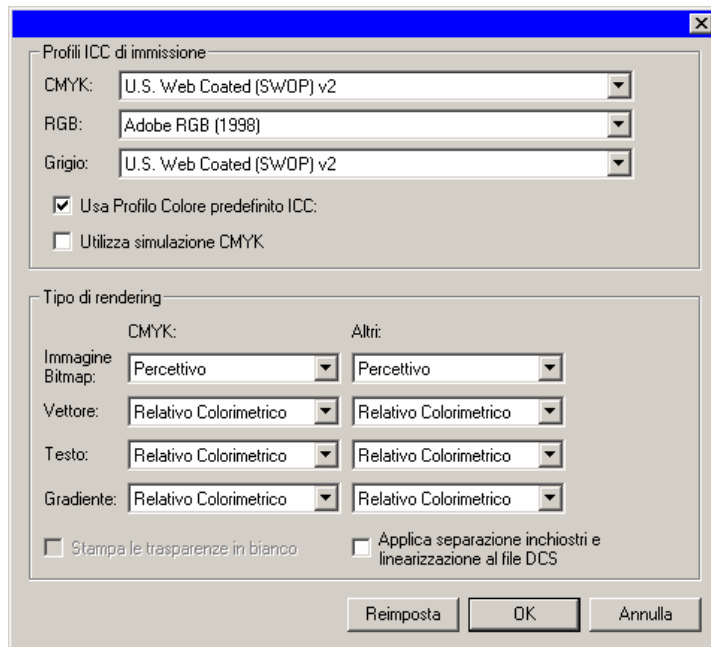 Profili ICC di immissione
CMYK: U.S. Web Coated (SWOP) v2
RGB: Adobe RGB (1998)
Grigio: U.S. Web Coated (SWOP) v2
Usa Profilo Colore predefinito ICC:
Utilizza simulazione CMYK
Tipo di rendering
CMYK: Altri:
Immagine
Bitmap: Percettivo Percettivo
Vettore: Relativo Colorimetrico Relativo Colorimetrico
Testo: Relativo Colorimetrico Relativo Colorimetrico
Gradiente: Relativo Colorimetrico Relativo Colorimetrico
Stampa le trasparenze in bianco
Applica separazione inchiostri e
linearizzazione al file DCS
Reimposta OK Annulla